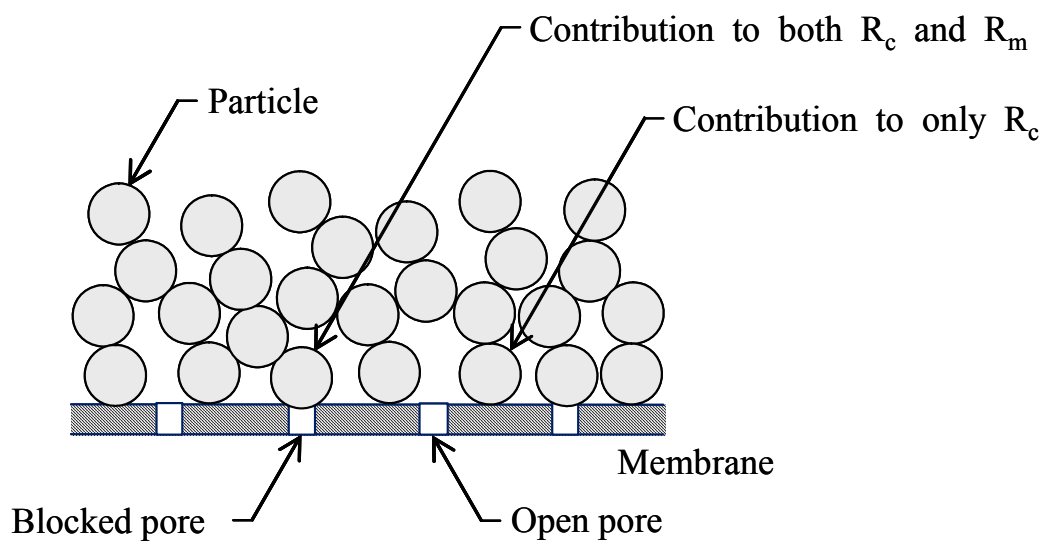 Contribution to both Rc and Rm
Particle
Contribution to only Rc
Membrane
Blocked pore
Open pore